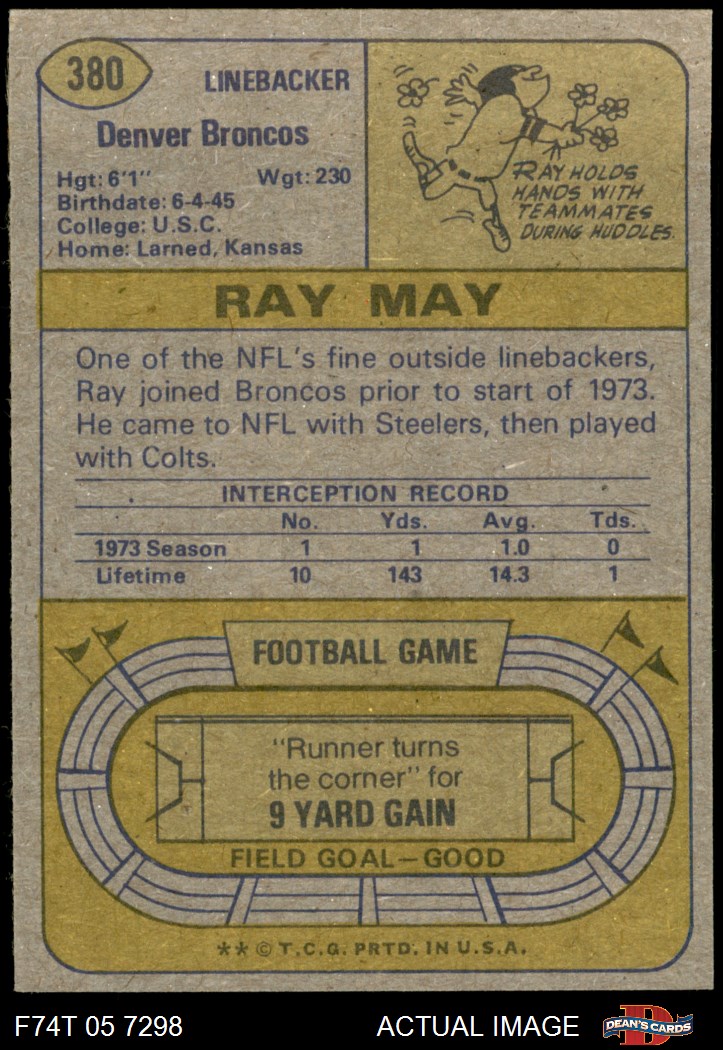 380
LINEBACKER
Denver Broncos
Hgt: 6'1" Wgt: 230
Birthdate: 6-4-45
College: U.S.C.
Home: Larned, Kansas
RAY HOLDS
HANDS WITH
TEAMMATES
DURING HUDDLES.
RAY MAY
One of the NFL's fine outside linebackers,
Ray joined Broncos prior to start of 1973.
He came to NFL with Steelers, then played
with Colts.
INTERCEPTION RECORD
No. Yds. Avg. Tds.
1973 Season 1 1 1.0 0
Lifetime 10 143 14.3 1
FOOTBALL GAME
"Runner turns
the corner" for
9 YARD GAIN
FIELD GOAL—GOOD
** © T.C.G. PRTD. IN U.S.A.
F74T 05 7298 ACTUAL IMAGE
D
DEAN'S CARDS